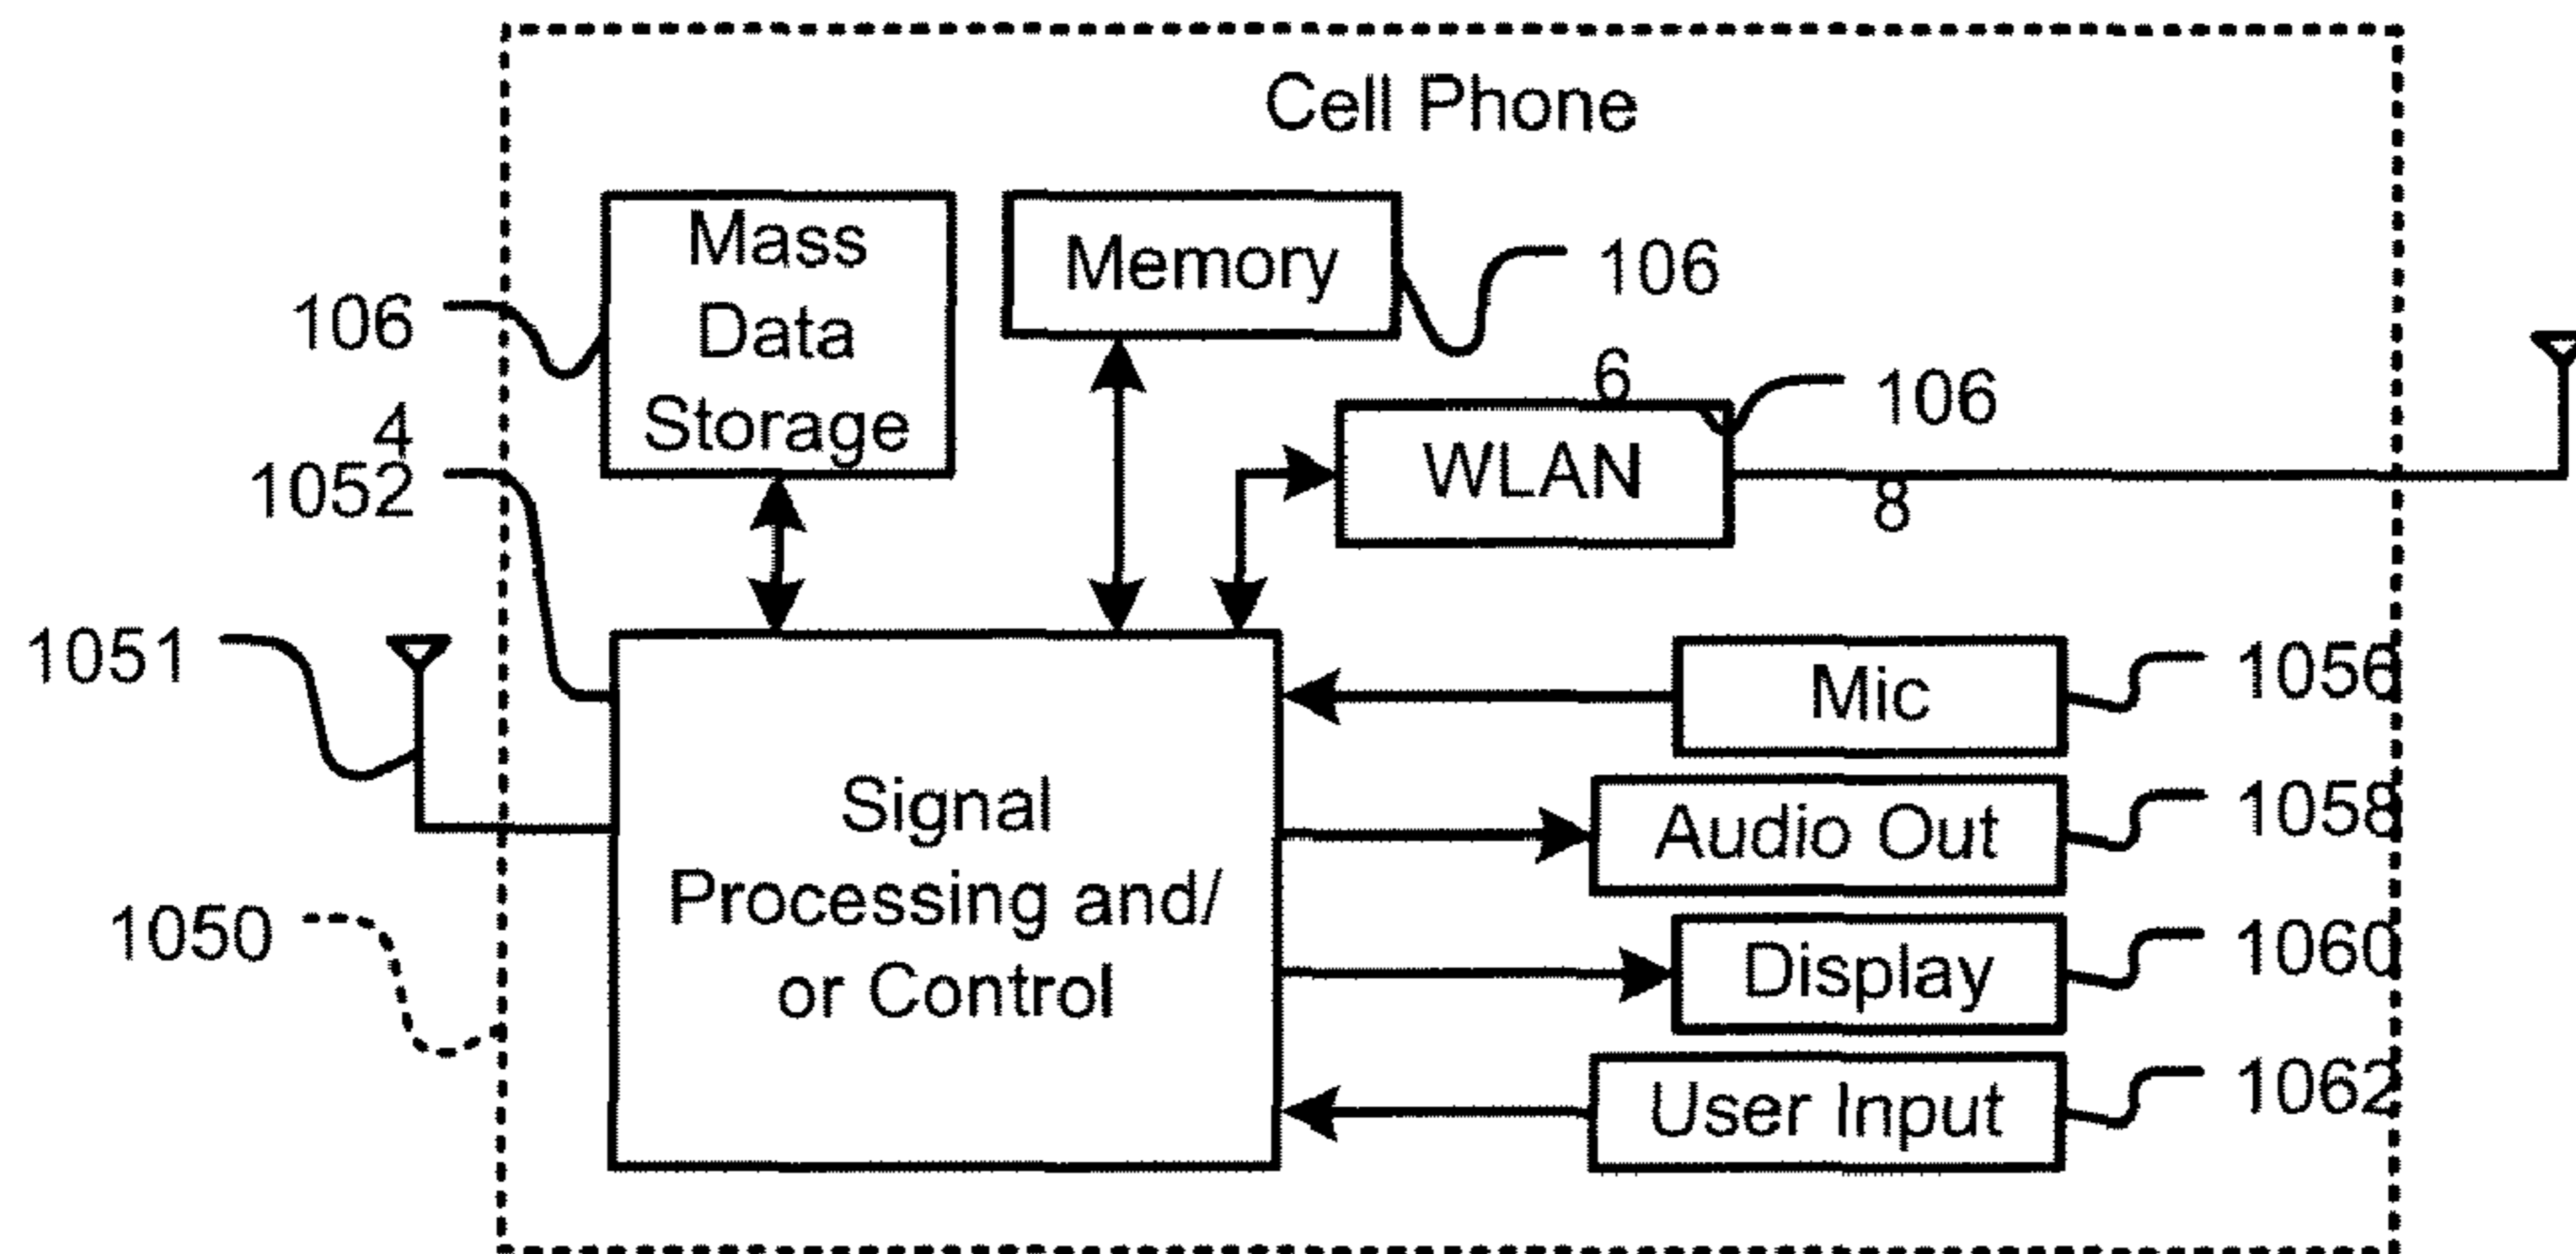 Cell Phone
Mass
Data
Storage
Memory
106
6
106
4
WLAN
106
8
1052
1051
1050
Signal
Processing and/
or Control
Mic
1056
Audio Out
1058
Display
1060
User Input
1062